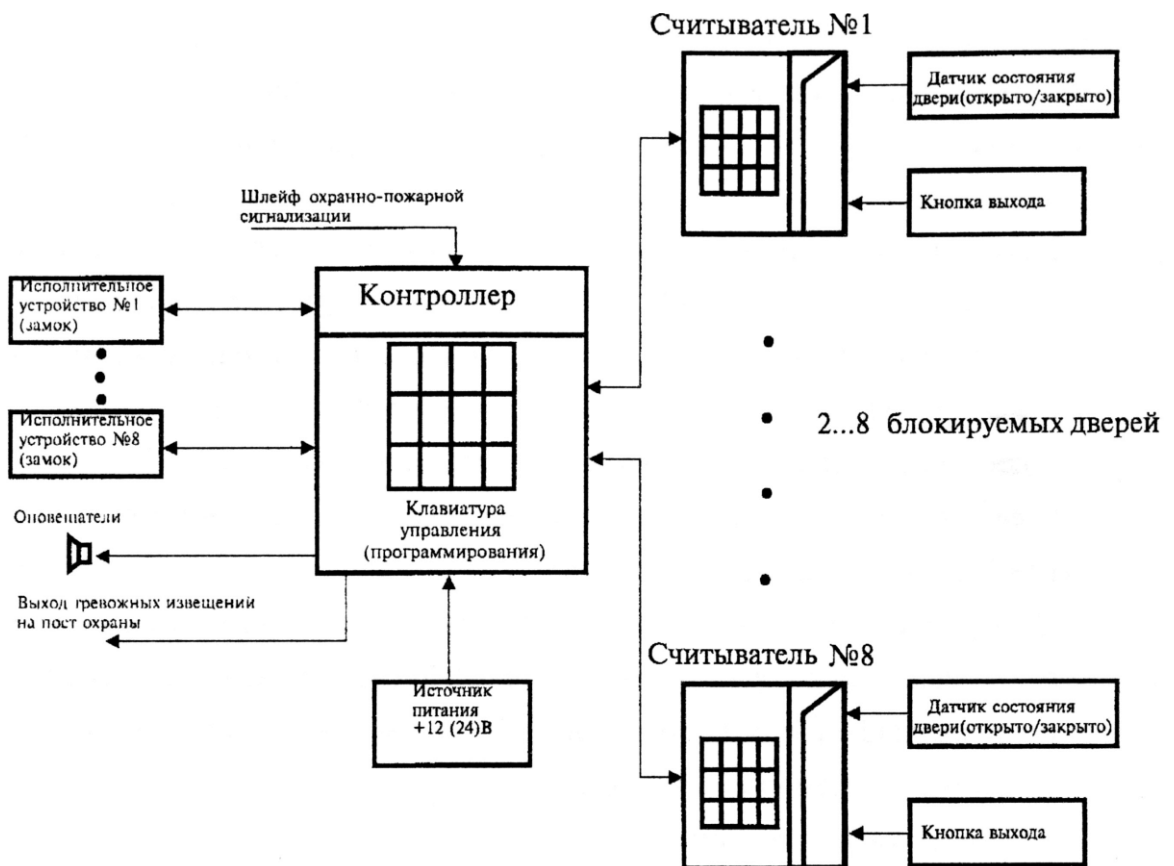 Считыватель №1
Датчик состояния
двери(открыто/закрыто)
Кнопка выхода
Шлейф охранно-пожарной
сигнализации
Контроллер
Исполнительное
устройство №1
(замок)
Исполнительное
устройство №8
(замок)
2...8 блокируемых дверей
Клавиатура
управления
(программирования)
Оповещатели
Выход тревожных извещений
на пост охраны
Источник
питания
+12 (24)В
Считыватель №8
Датчик состояния
двери(открыто/закрыто)
Кнопка выхода